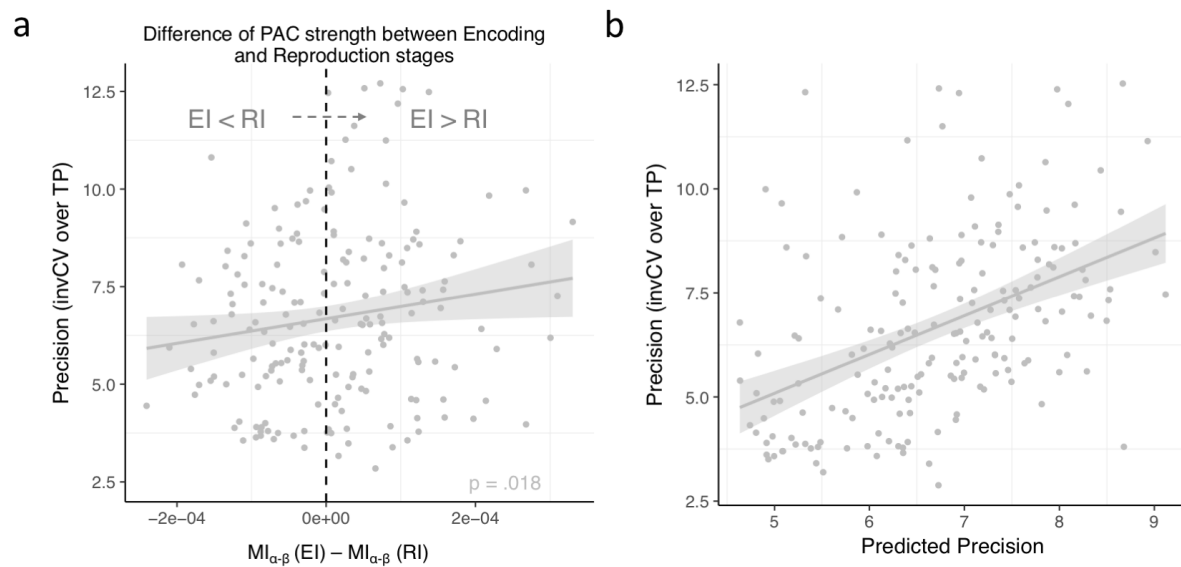 a
Difference of PAC strength between Encoding
and Reproduction stages
12.5
10.0
7.5
5.0
2.5
Precision (invCV over TP)
EI < RI
EI > RI
p = .018
−2e−04
0e+00
2e−04
MIα-β (EI) – MIα-β (RI)
b
12.5
10.0
7.5
5.0
2.5
Precision (invCV over TP)
5
6
7
8
9
Predicted Precision